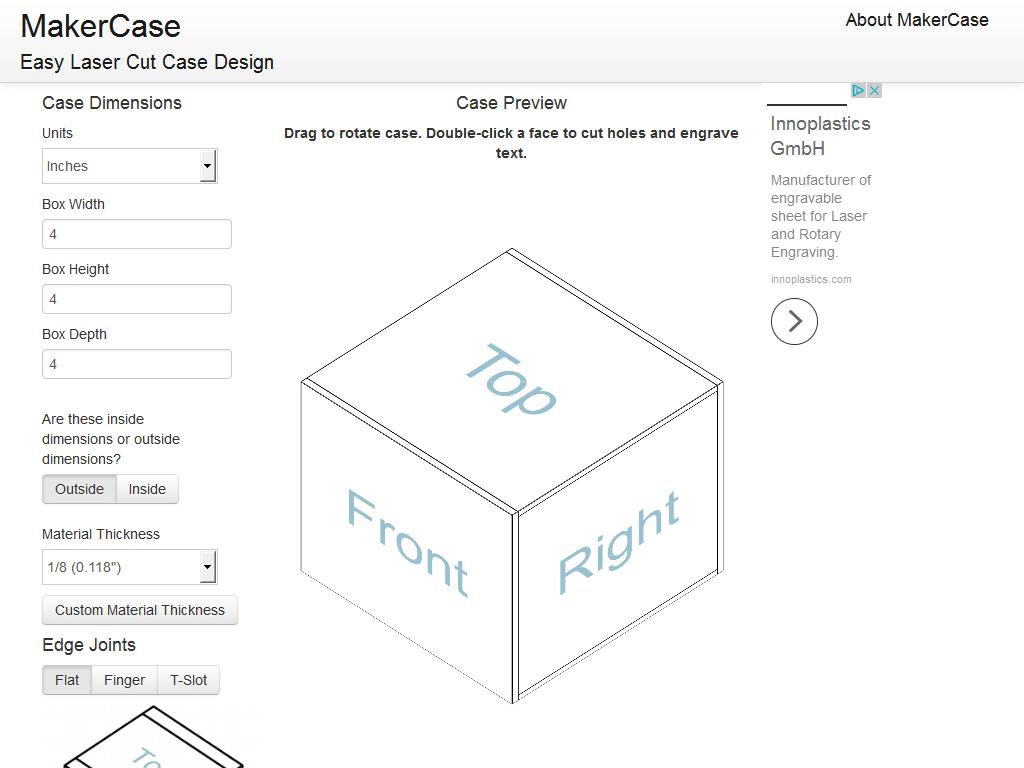 MakerCase
About MakerCase
Easy Laser Cut Case Design
Case Dimensions
Units
Inches
Box Width
4
Box Height
4
Box Depth
4
Are these inside
dimensions or outside
dimensions?
Outside
Inside
Material Thickness
1/8 (0.118")
Custom Material Thickness
Edge Joints
Flat
Finger
T-Slot
To
Case Preview
Drag to rotate case. Double-click a face to cut holes and engrave
text.
Top
Front
Right
Innoplastics
GmbH
Manufacturer of
engravable
sheet for Laser
and Rotary
Engraving.
innoplastics.com